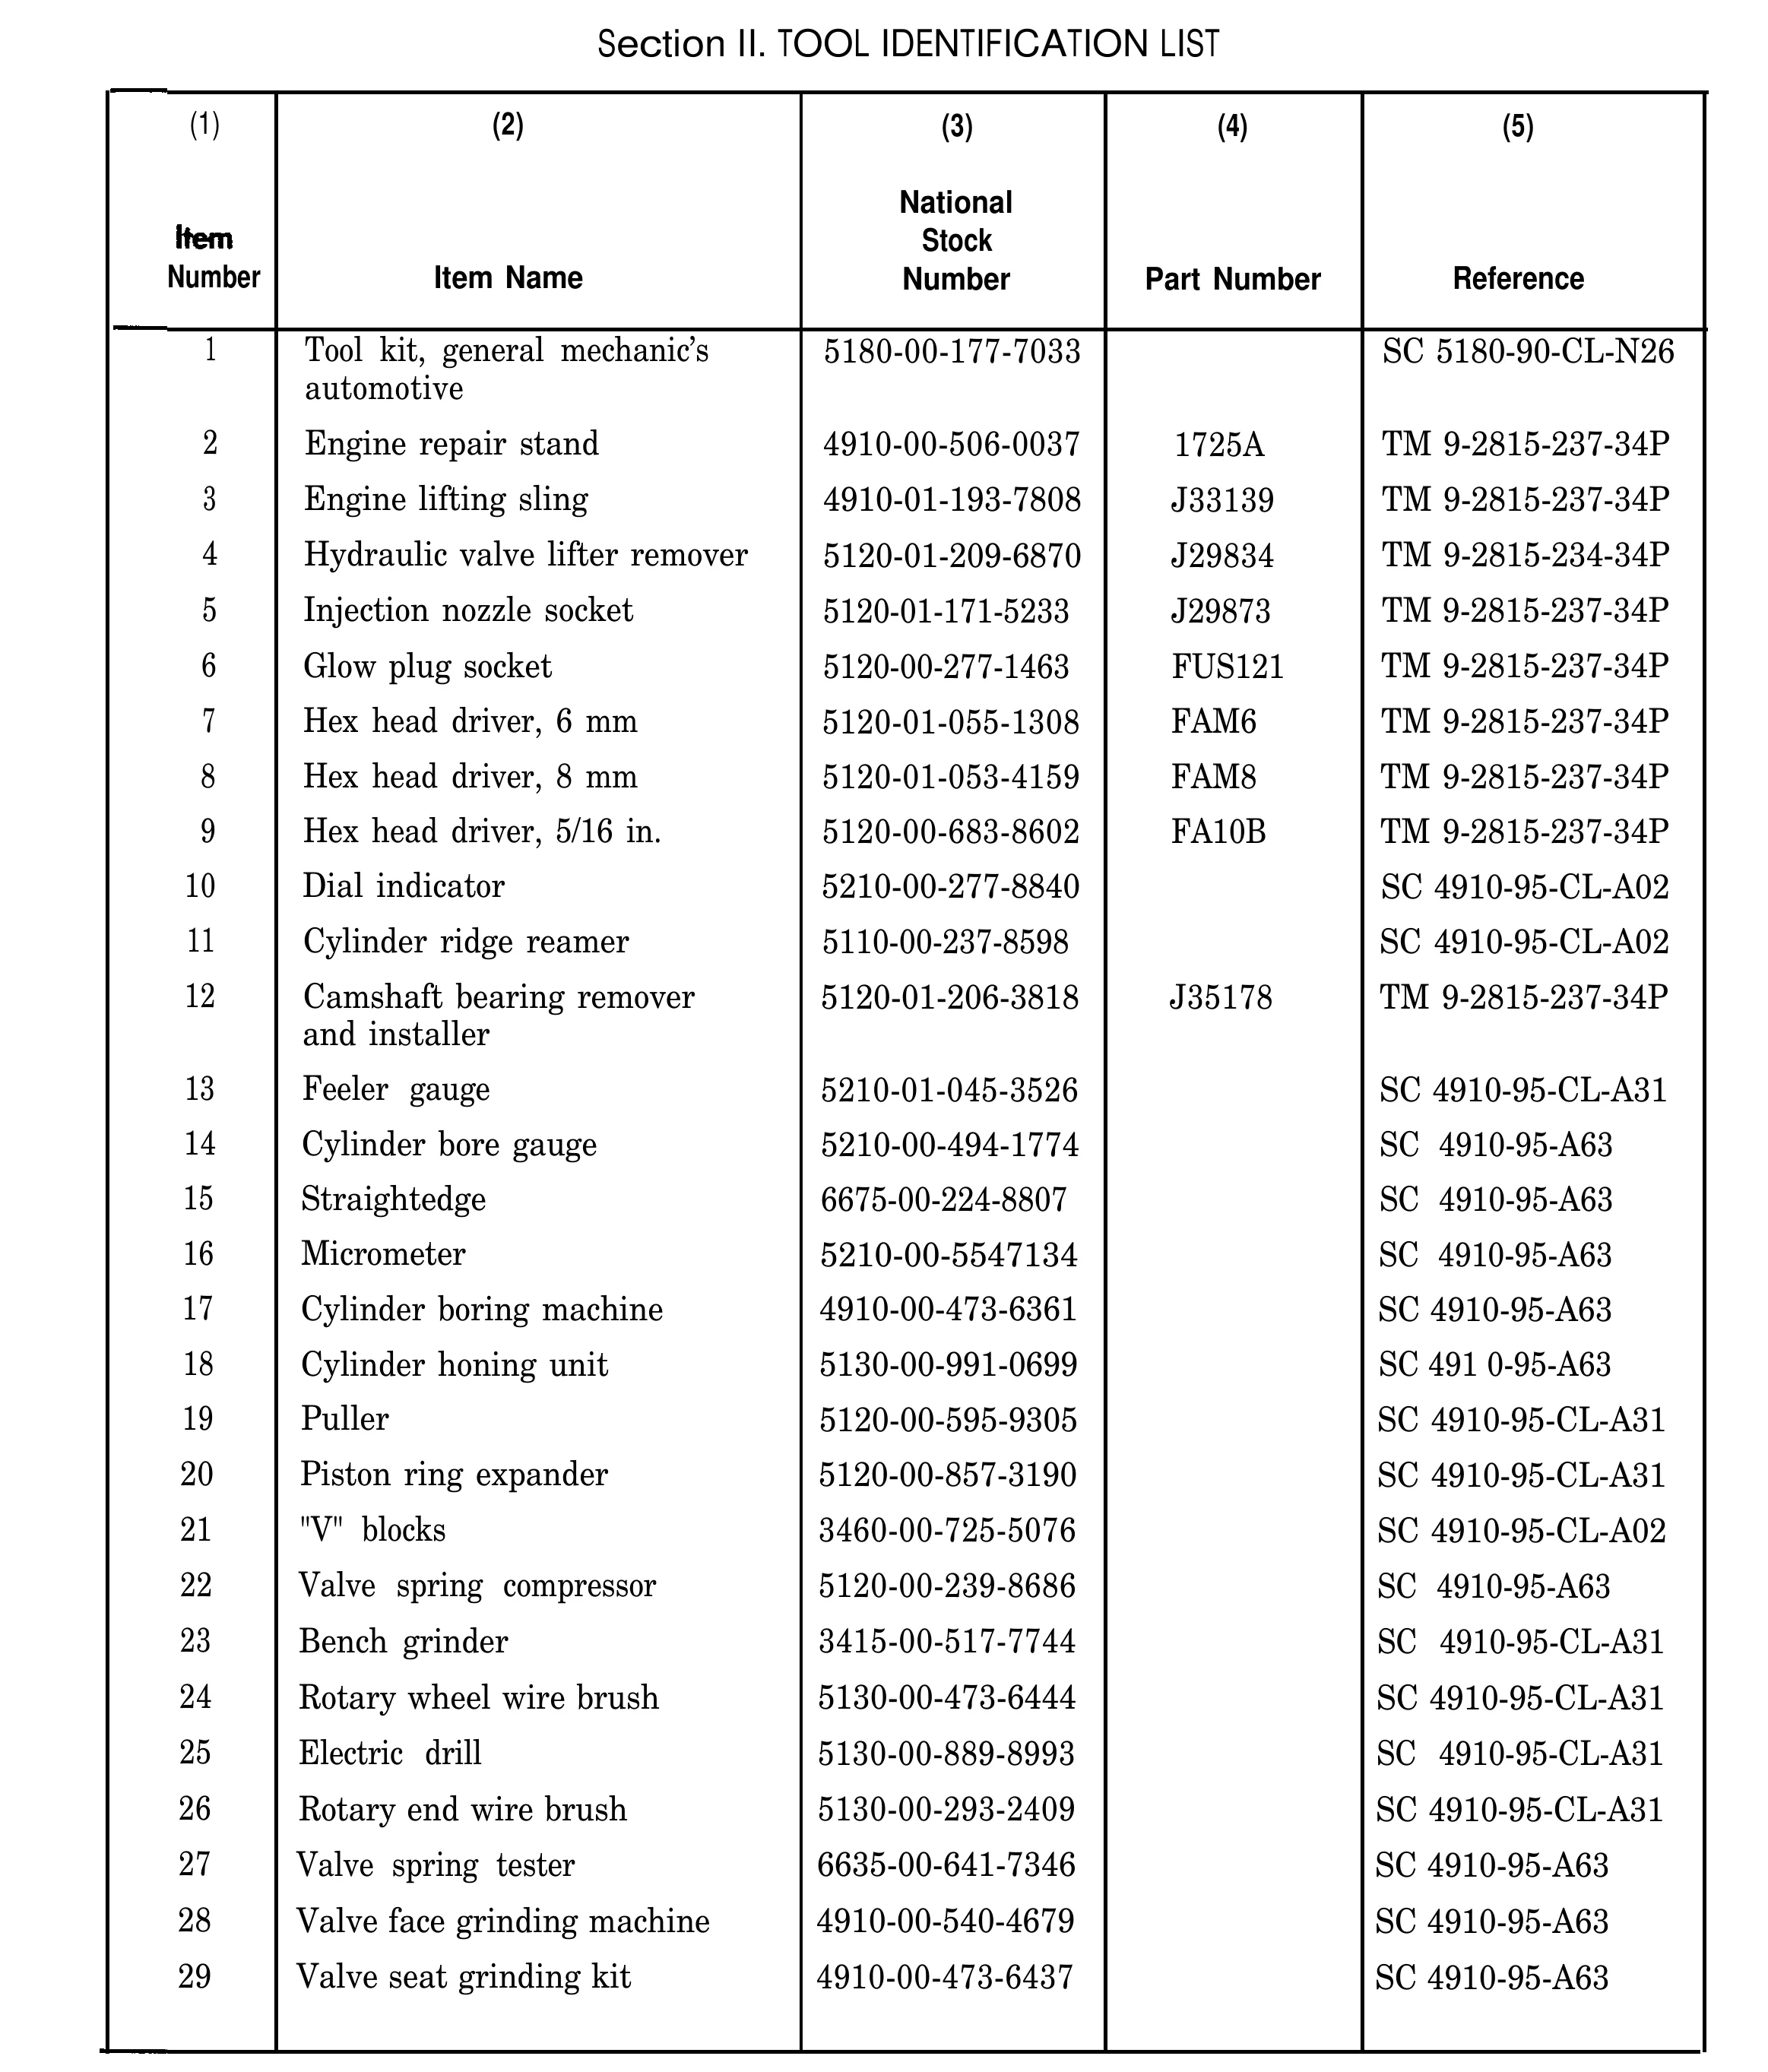 Section II. TOOL IDENTIFICATION LIST
(1) (2) (3) (4) (5)
National
Item Stock
Number Item Name Number Part Number Reference
1 Tool kit, general mechanic's 5180-00-177-7033 SC 5180-90-CL-N26
automotive
2 Engine repair stand 4910-00-506-0037 1725A TM 9-2815-237-34P
3 Engine lifting sling 4910-01-193-7808 J33139 TM 9-2815-237-34P
4 Hydraulic valve lifter remover 5120-01-209-6870 J29834 TM 9-2815-234-34P
5 Injection nozzle socket 5120-01-171-5233 J29873 TM 9-2815-237-34P
6 Glow plug socket 5120-00-277-1463 FUS121 TM 9-2815-237-34P
7 Hex head driver, 6 mm 5120-01-055-1308 FAM6 TM 9-2815-237-34P
8 Hex head driver, 8 mm 5120-01-053-4159 FAM8 TM 9-2815-237-34P
9 Hex head driver, 5/16 in. 5120-00-683-8602 FA10B TM 9-2815-237-34P
10 Dial indicator 5210-00-277-8840 SC 4910-95-CL-A02
11 Cylinder ridge reamer 5110-00-237-8598 SC 4910-95-CL-A02
12 Camshaft bearing remover 5120-01-206-3818 J35178 TM 9-2815-237-34P
and installer
13 Feeler gauge 5210-01-045-3526 SC 4910-95-CL-A31
14 Cylinder bore gauge 5210-00-494-1774 SC 4910-95-A63
15 Straightedge 6675-00-224-8807 SC 4910-95-A63
16 Micrometer 5210-00-5547134 SC 4910-95-A63
17 Cylinder boring machine 4910-00-473-6361 SC 4910-95-A63
18 Cylinder honing unit 5130-00-991-0699 SC 491 0-95-A63
19 Puller 5120-00-595-9305 SC 4910-95-CL-A31
20 Piston ring expander 5120-00-857-3190 SC 4910-95-CL-A31
21 "V" blocks 3460-00-725-5076 SC 4910-95-CL-A02
22 Valve spring compressor 5120-00-239-8686 SC 4910-95-A63
23 Bench grinder 3415-00-517-7744 SC 4910-95-CL-A31
24 Rotary wheel wire brush 5130-00-473-6444 SC 4910-95-CL-A31
25 Electric drill 5130-00-889-8993 SC 4910-95-CL-A31
26 Rotary end wire brush 5130-00-293-2409 SC 4910-95-CL-A31
27 Valve spring tester 6635-00-641-7346 SC 4910-95-A63
28 Valve face grinding machine 4910-00-540-4679 SC 4910-95-A63
29 Valve seat grinding kit 4910-00-473-6437 SC 4910-95-A63